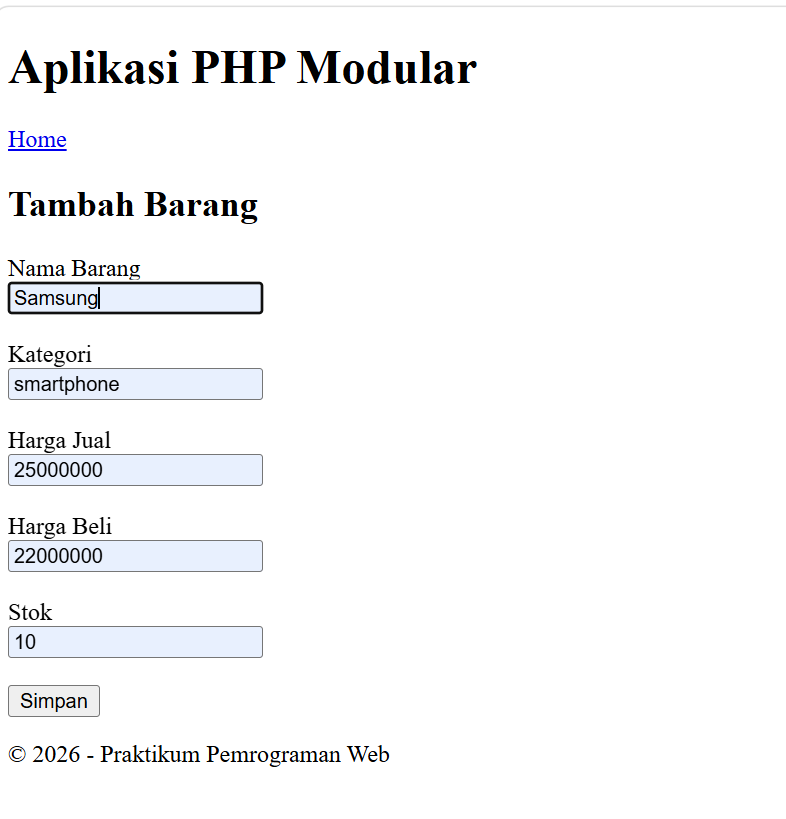 Aplikasi PHP Modular
Home
Tambah Barang
Nama Barang
Samsung
Kategori
smartphone
Harga Jual
25000000
Harga Beli
22000000
Stok
10
Simpan
© 2026 - Praktikum Pemrograman Web